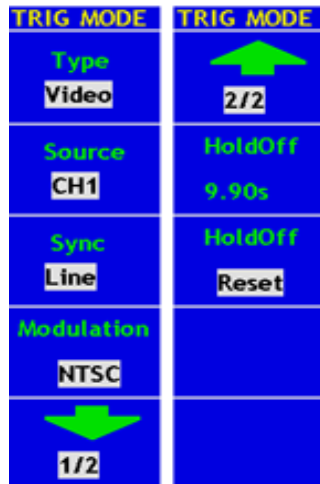 TRIG MODE
Type
Video
Source
CH1
Sync
Line
Modulation
NTSC
1/2
TRIG MODE
2/2
HoldOff
9.90s
HoldOff
Reset